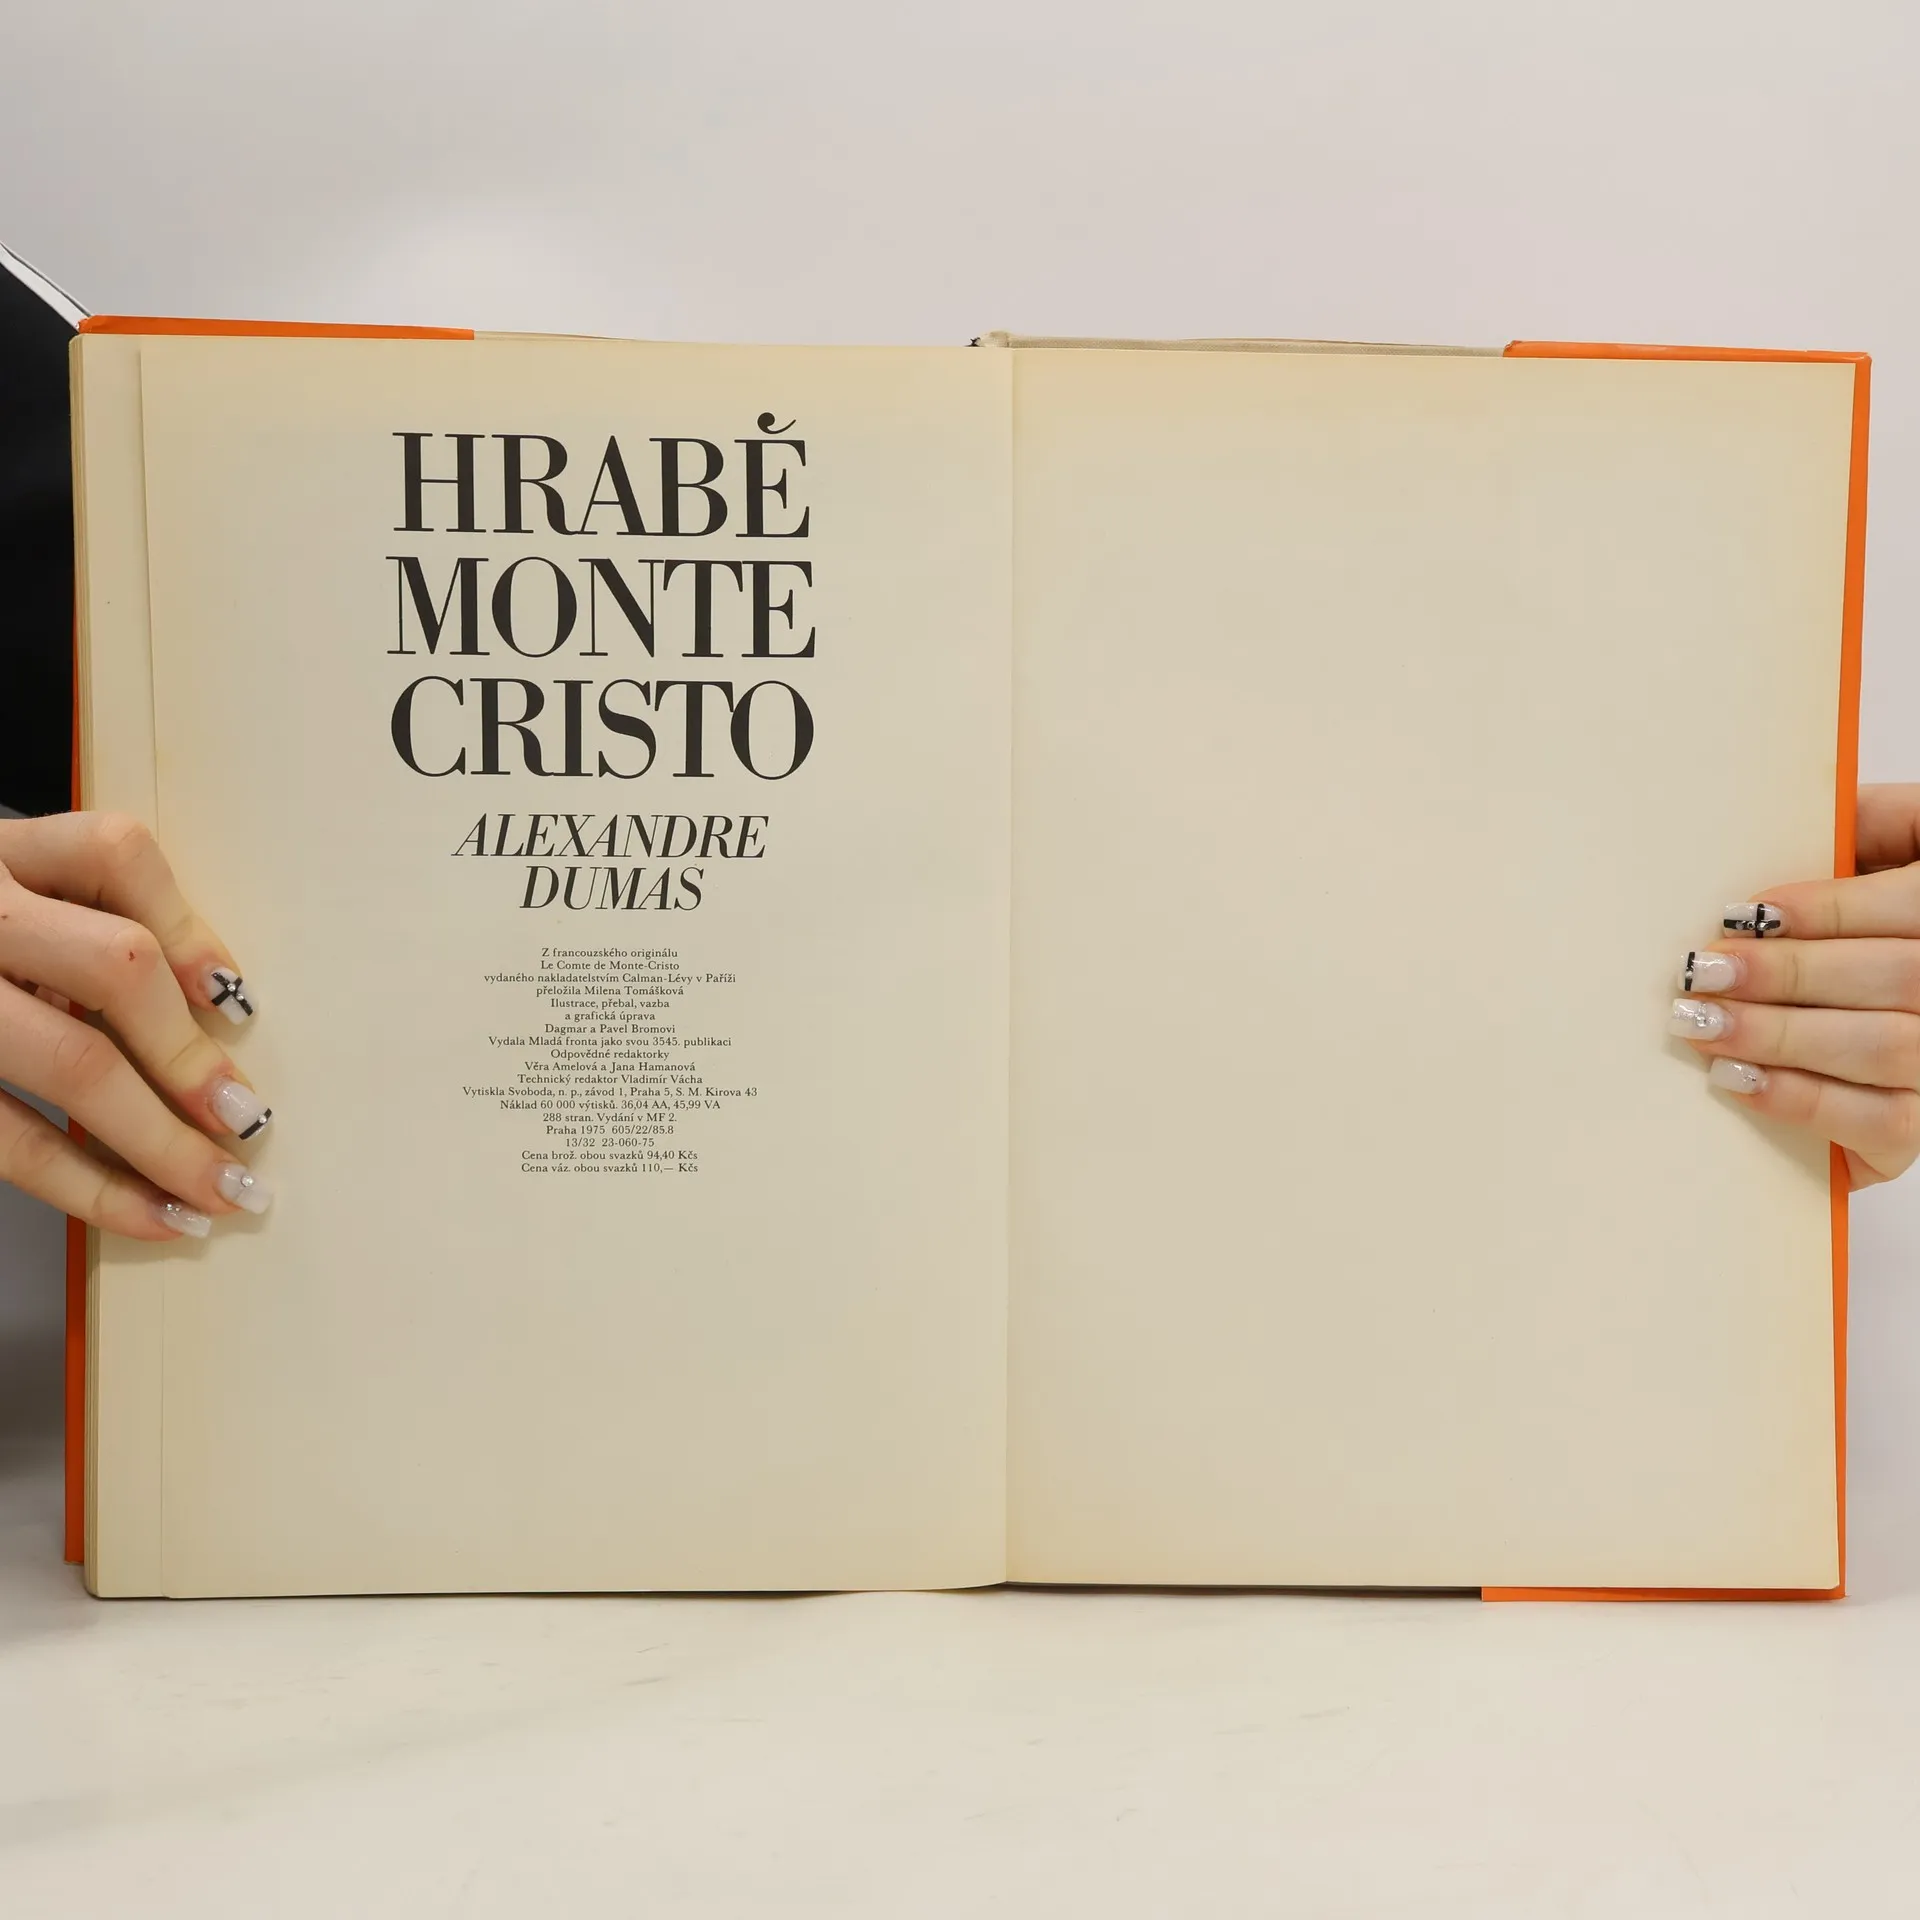 HRABĚ
MONTE
CRISTO
ALEXANDRE
DUMAS
Z francouzského originálu
Le Comte de Monte-Cristo
vydaného nakladatelstvím Calman-Lévy v Paříži
přeložila Milena Tomášková
Ilustrace, přebal, vazba
a grafická úprava
Dagmar a Pavel Bromovi
Vydala Mladá fronta jako svou 3545. publikaci
Odpovědné redaktorky
Věra Amelová a Jana Hamanová
Technický redaktor Vladimír Vácha
Vytiskla Svoboda, n. p., závod 1, Praha 5, S. M. Kirova 43
Náklad 60 000 výtisků. 36,04 AA, 45,99 VA
288 stran. Vydání v MF 2.
Praha 1975 605/22/85.8
13/32 23-060-75
Cena brož. obou svazků 94,40 Kčs
Cena váz. obou svazků 110,— Kčs